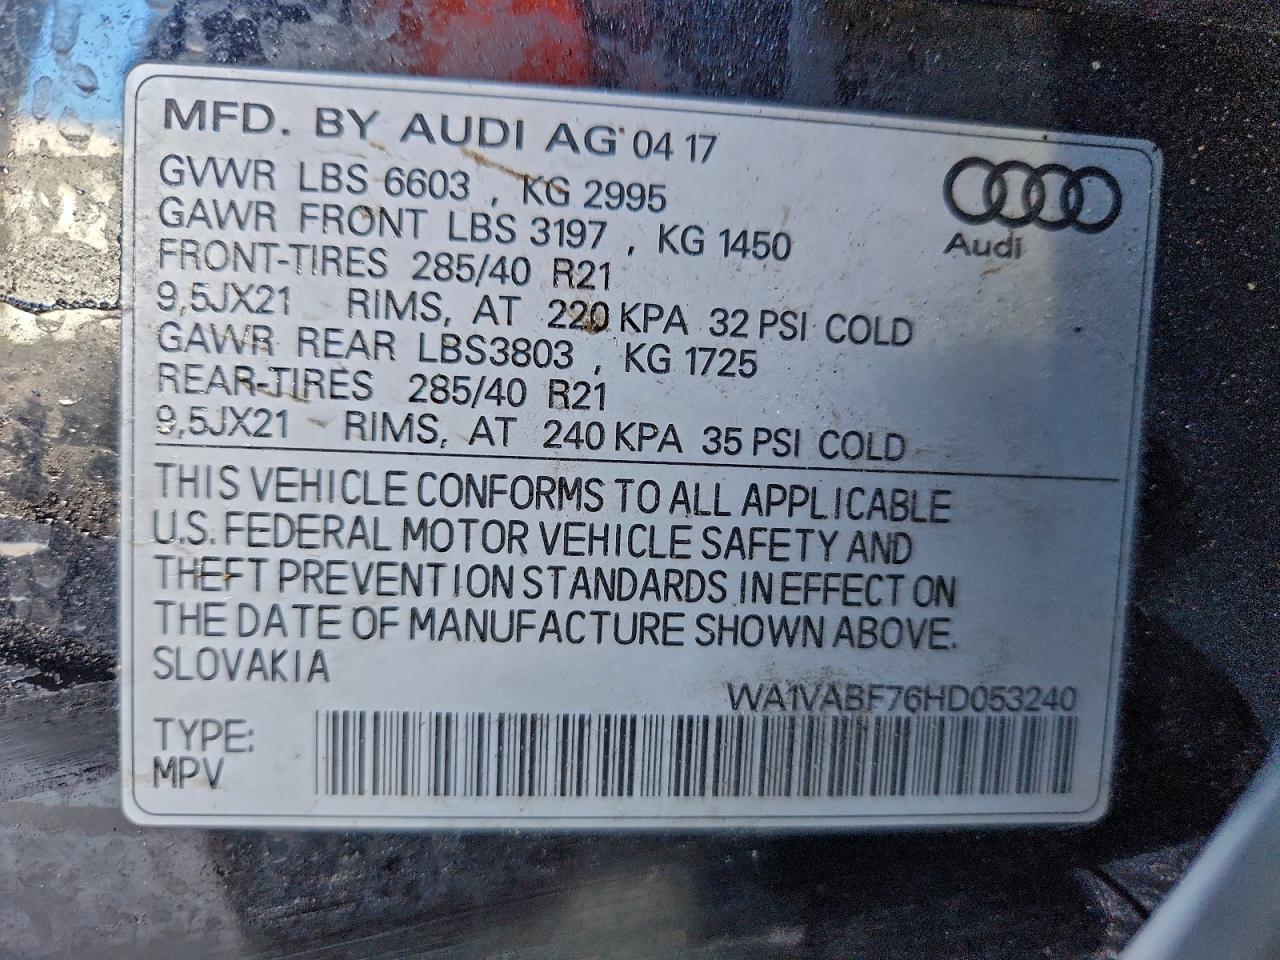 MFD. BY AUDI AG 04 17
GVWR LBS 6603 , KG 2995
GAWR FRONT LBS 3197 , KG 1450
FRONT-TIRES 285/40 R21
9,5JX21 RIMS, AT 220 KPA 32 PSI COLD
GAWR REAR LBS3803 , KG 1725
REAR-TIRES 285/40 R21
9,5JX21 RIMS, AT 240 KPA 35 PSI COLD
Audi
THIS VEHICLE CONFORMS TO ALL APPLICABLE
U.S. FEDERAL MOTOR VEHICLE SAFETY AND
THEFT PREVENTION STANDARDS IN EFFECT ON
THE DATE OF MANUFACTURE SHOWN ABOVE.
SLOVAKIA
WA1VABF76HD053240
TYPE:
MPV